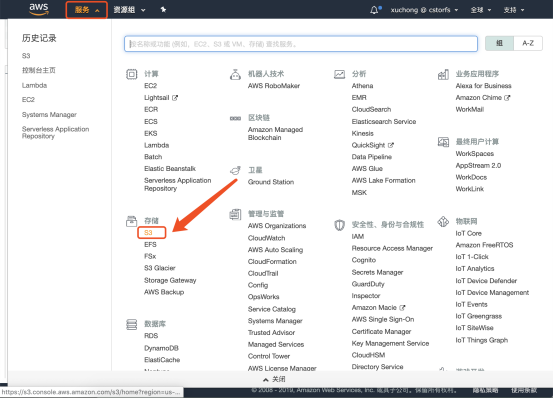 aws
服务
资源组
xuchong @ cstorfs
全球
支持
历史记录
S3
控制台主页
Lambda
EC2
Systems Manager
Serverless Application
Repository
按名称或功能 (例如，EC2、S3 或 VM、存储) 查找服务。
组
A-Z
计算
EC2
Lightsail
ECR
ECS
EKS
Lambda
Batch
Elastic Beanstalk
Serverless Application
Repository
存储
S3
EFS
FSx
S3 Glacier
Storage Gateway
AWS Backup
数据库
RDS
DynamoDB
ElastiCache
机器人技术
AWS RoboMaker
区块链
Amazon Managed
Blockchain
卫星
Ground Station
管理与监管
AWS Organizations
CloudWatch
AWS Auto Scaling
CloudFormation
CloudTrail
Config
OpsWorks
Service Catalog
Systems Manager
Trusted Advisor
Managed Services
Control Tower
AWS License Manager
分析
Athena
EMR
CloudSearch
Elasticsearch Service
Kinesis
QuickSight
Data Pipeline
AWS Glue
AWS Lake Formation
MSK
安全性、身份与合规性
IAM
Resource Access Manager
Cognito
Secrets Manager
GuardDuty
Inspector
Amazon Macie
AWS Single Sign-On
Certificate Manager
Key Management Service
CloudHSM
Directory Service
业务应用程序
Alexa for Business
Amazon Chime
WorkMail
最终用户计算
WorkSpaces
AppStream 2.0
WorkDocs
WorkLink
物联网
IoT Core
Amazon FreeRTOS
IoT 1-Click
IoT Analytics
IoT Device Defender
IoT Device Management
IoT Events
IoT Greengrass
IoT SiteWise
IoT Things Graph
关闭
https://s3.console.aws.amazon.com/s3/home?region=us-...
© 2008 - 2019, Amazon Web Services, Inc. 或其子公司。保留所有权利。
隐私策略
使用条款